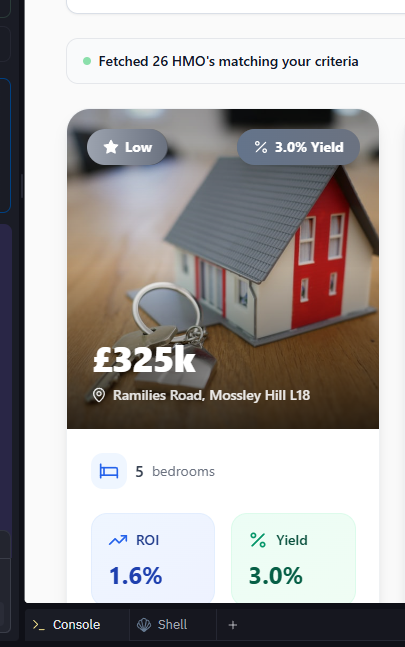 Fetched 26 HMO's matching your criteria
Low
3.0% Yield
£325k
Ramilies Road, Mossley Hill L18
5 bedrooms
ROI
Yield
1.6%
3.0%
Console
Shell